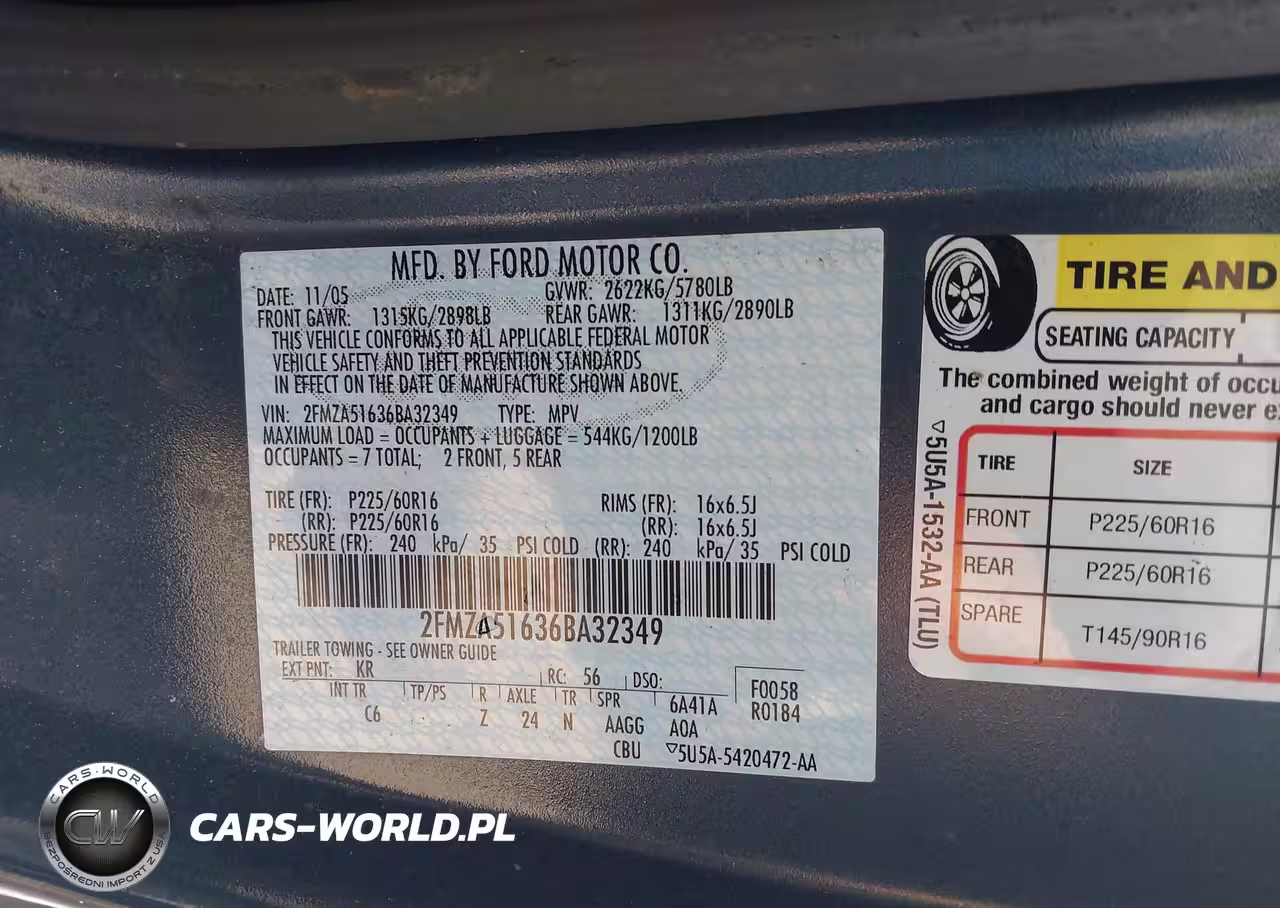 MFD. BY FORD MOTOR CO.
DATE: 11/05 GVWR: 2622KG/5780LB
FRONT GAWR: 1315KG/2898LB REAR GAWR: 1311KG/2890LB
THIS VEHICLE CONFORMS TO ALL APPLICABLE FEDERAL MOTOR
VEHICLE SAFETY AND THEFT PREVENTION STANDARDS
IN EFFECT ON THE DATE OF MANUFACTURE SHOWN ABOVE.
VIN: 2FMZA51636BA32349 TYPE: MPV
MAXIMUM LOAD = OCCUPANTS + LUGGAGE = 544KG/1200LB
OCCUPANTS = 7 TOTAL; 2 FRONT, 5 REAR
TIRE (FR): P225/60R16 RIMS (FR): 16x6.5J
(RR): P225/60R16 (RR): 16x6.5J
PRESSURE (FR): 240 kPa/ 35 PSI COLD (RR): 240 kPa/ 35 PSI COLD
2FMZA51636BA32349
TRAILER TOWING - SEE OWNER GUIDE
EXT PNT: KR RC: 56 DSO:
INT TR TP/PS R AXLE TR SPR 6A41A F0058
C6 Z 24 N AAGG A0A R0184
CBU ▽5U5A-5420472-AA
TIRE AND
SEATING CAPACITY
The combined weight of occu
and cargo should never e
TIRE SIZE
FRONT P225/60R16
REAR P225/60R16
SPARE T145/90R16
▽5U5A-1532-AA (TLU)
CARS-WORLD
CW
BEZPOŚREDNI IMPORT Z USA
CARS-WORLD.PL